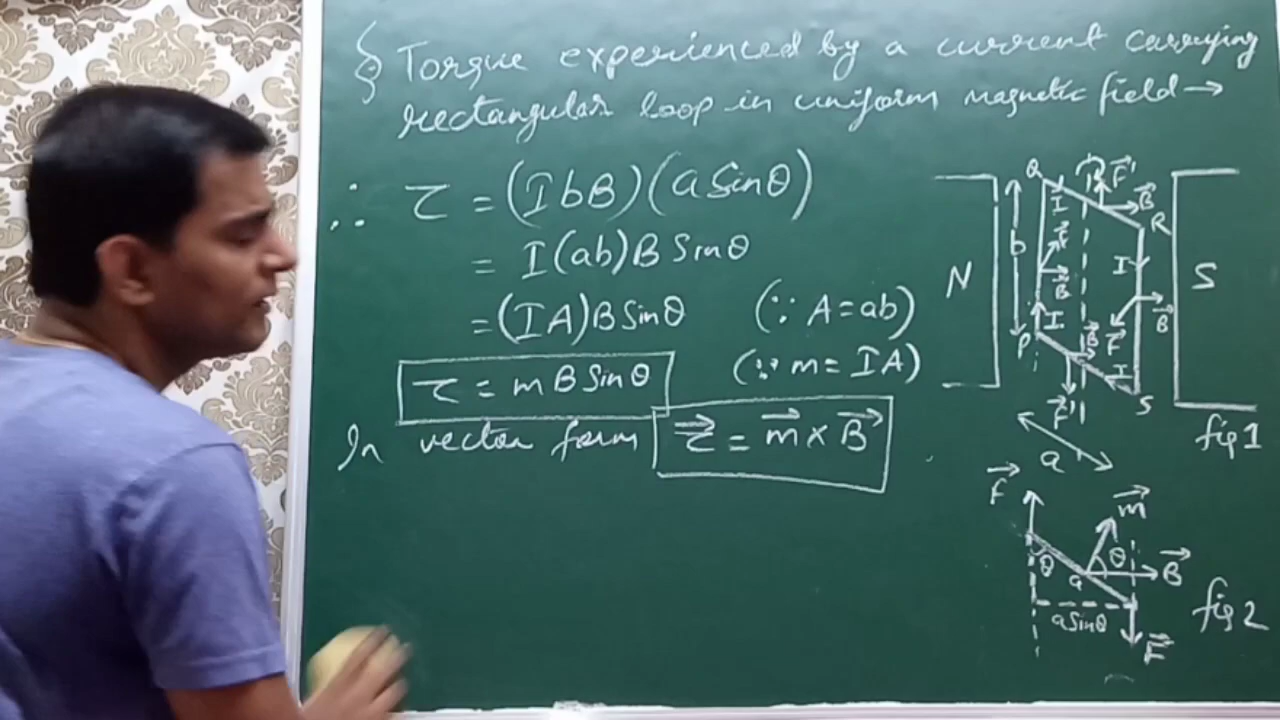 § Torque experienced by a current carrying
rectangular loop in uniform magnetic field →
∴ τ = (IbB)(a Sinθ)
= I(ab)B Sinθ
= (IA)B Sinθ (∵ A = ab)
τ = mB Sinθ (∵ m = IA)
In vector form τ⃗ = m⃗ × B⃗
N
S
Q
I
F⃗'
B⃗
R
b
F⃗
B⃗
I
I
P
B⃗
F⃗
B⃗
I
F⃗'
S
a
fig 1
F⃗
m⃗
θ
θ
a
B⃗
a Sinθ
F⃗
fig 2